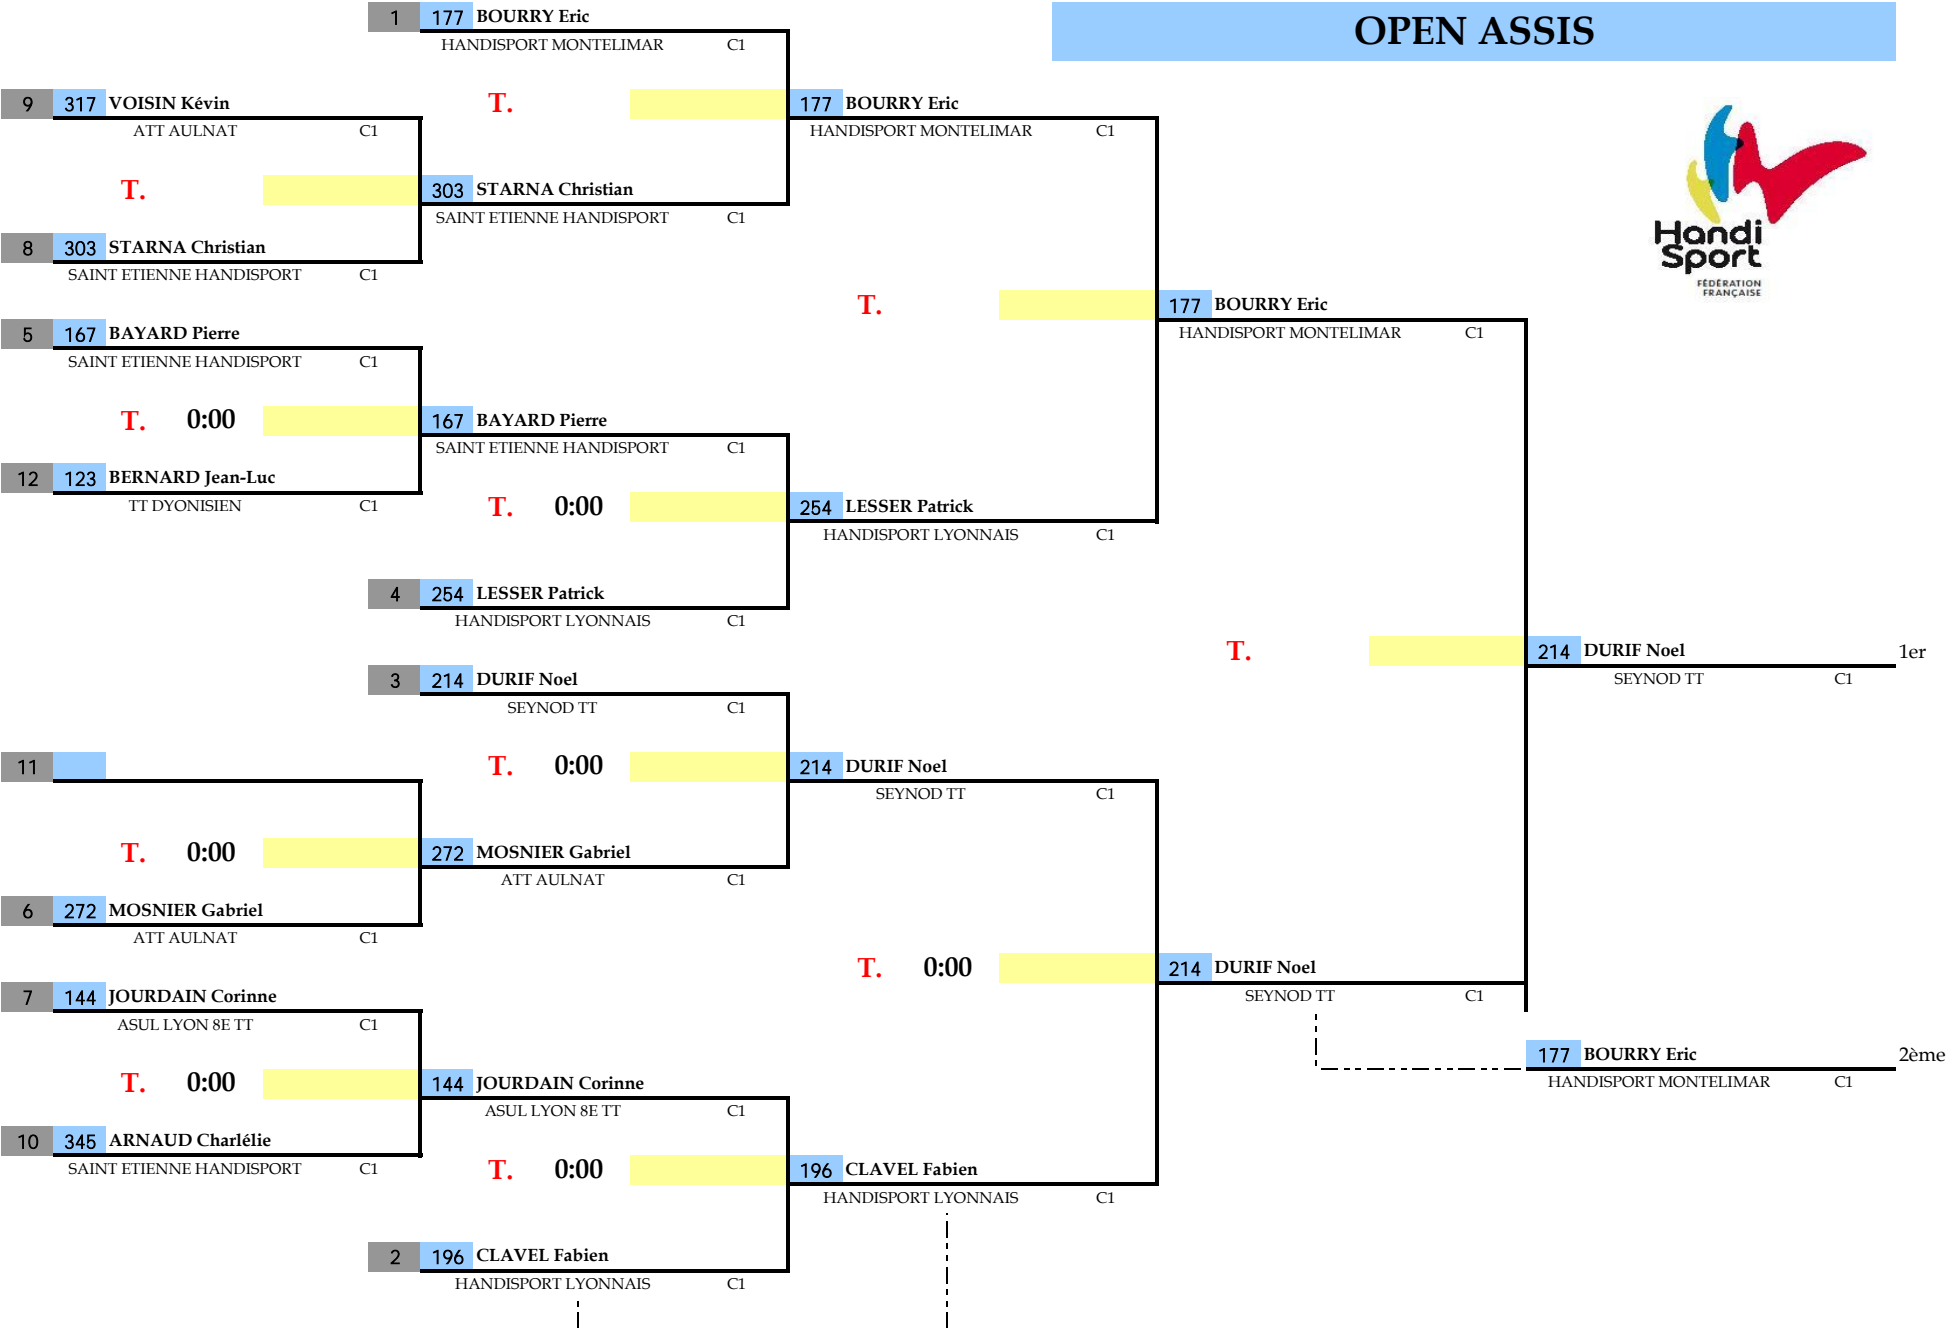 1 177 BOURRY Eric
HANDISPORT MONTELIMAR C1
OPEN ASSIS
9 317 VOISIN Kévin
ATT AULNAT C1
T.
177 BOURRY Eric
HANDISPORT MONTELIMAR C1
T.
303 STARNA Christian
SAINT ETIENNE HANDISPORT C1
8 303 STARNA Christian
SAINT ETIENNE HANDISPORT C1
Handi
Sport
FÉDÉRATION
FRANÇAISE
T.
177 BOURRY Eric
HANDISPORT MONTELIMAR C1
5 167 BAYARD Pierre
SAINT ETIENNE HANDISPORT C1
T. 0:00
167 BAYARD Pierre
SAINT ETIENNE HANDISPORT C1
12 123 BERNARD Jean-Luc
TT DYONISIEN C1
T. 0:00
254 LESSER Patrick
HANDISPORT LYONNAIS C1
4 254 LESSER Patrick
HANDISPORT LYONNAIS C1
T.
214 DURIF Noel 1er
SEYNOD TT C1
3 214 DURIF Noel
SEYNOD TT C1
11
T. 0:00
214 DURIF Noel
SEYNOD TT C1
T. 0:00
272 MOSNIER Gabriel
ATT AULNAT C1
6 272 MOSNIER Gabriel
ATT AULNAT C1
T. 0:00
214 DURIF Noel
SEYNOD TT C1
7 144 JOURDAIN Corinne
ASUL LYON 8E TT C1
177 BOURRY Eric 2ème
HANDISPORT MONTELIMAR C1
T. 0:00
144 JOURDAIN Corinne
ASUL LYON 8E TT C1
10 345 ARNAUD Charlélie
SAINT ETIENNE HANDISPORT C1
T. 0:00
196 CLAVEL Fabien
HANDISPORT LYONNAIS C1
2 196 CLAVEL Fabien
HANDISPORT LYONNAIS C1